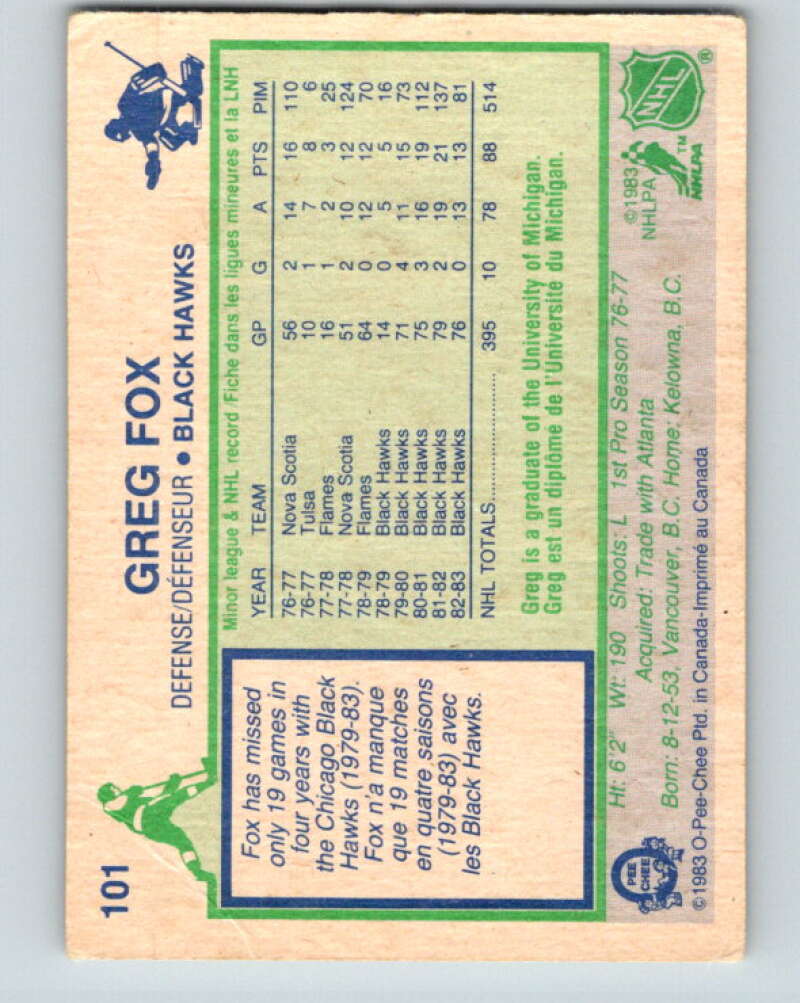 101
GREG FOX
DEFENSE/DÉFENSEUR • BLACK HAWKS
Fox has missed
only 19 games in
four years with
the Chicago Black
Hawks (1979-83).
Fox n'a manque
que 19 matches
en quatre saisons
(1979-83) avec
les Black Hawks.
Minor league & NHL record/Fiche dans les ligues mineures et la LNH
YEAR TEAM GP G A PTS PIM
76-77 Nova Scotia 56 2 14 16 110
76-77 Tulsa 10 1 7 8 6
77-78 Flames 16 1 2 3 25
77-78 Nova Scotia 51 2 10 12 124
78-79 Flames 64 0 12 12 70
78-79 Black Hawks 14 0 5 5 16
79-80 Black Hawks 71 4 11 15 73
80-81 Black Hawks 75 3 16 19 112
81-82 Black Hawks 79 2 19 21 137
82-83 Black Hawks 76 0 13 13 81
NHL TOTALS.................... 395 10 78 88 514
Greg is a graduate of the University of Michigan.
Greg est un diplômé de l'Université du Michigan.
Ht: 6'2" Wt: 190 Shoots: L 1st Pro Season 76-77
Acquired: Trade with Atlanta
Born: 8-12-53, Vancouver, B.C. Home: Kelowna, B.C.
©1983 O-Pee-Chee Ptd. in Canada-Imprimé au Canada
O PEE CHEE
©1983
NHLPA
NHL
®
TM
NHLPA